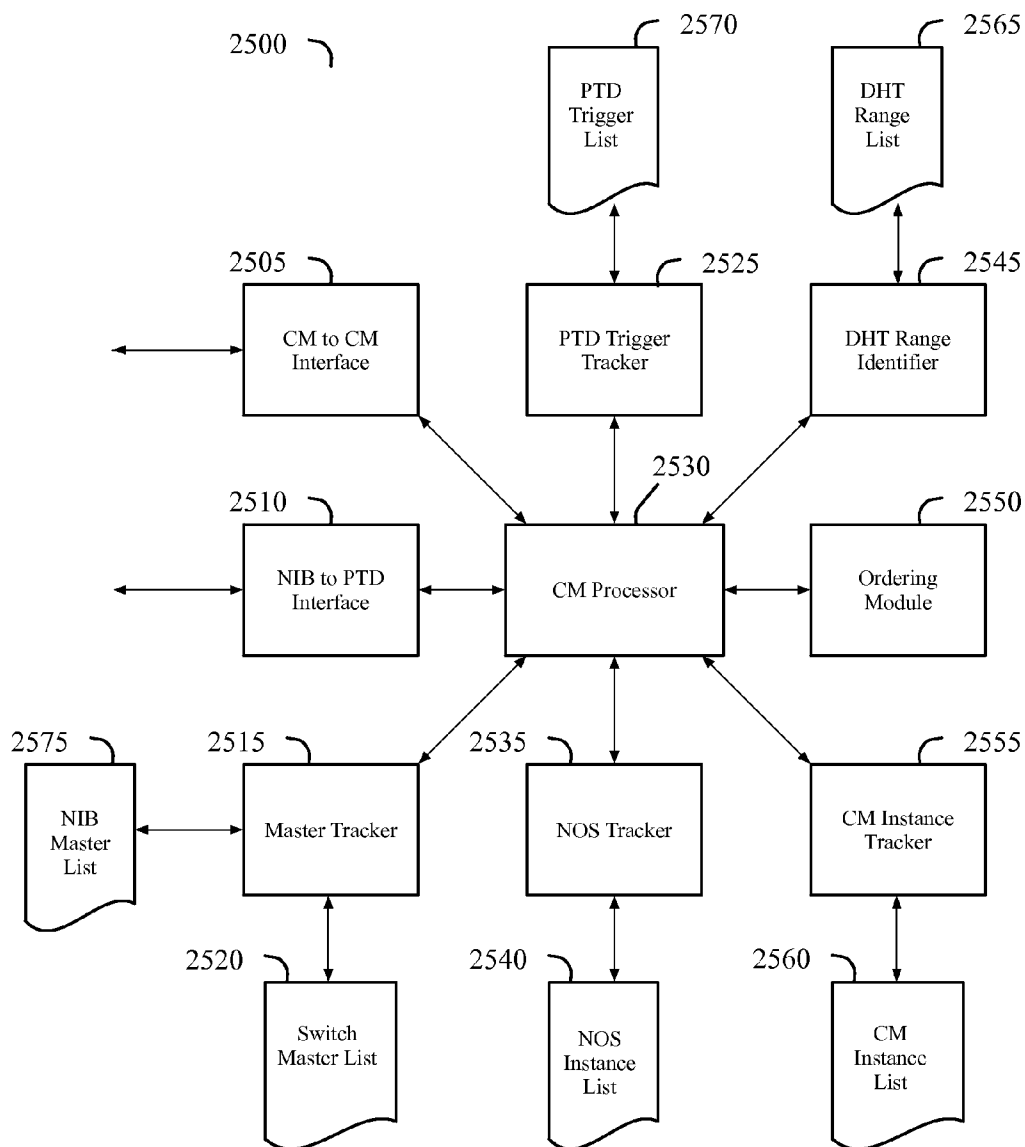 2500
2570
2565
PTD
Trigger
List
DHT
Range
List
2505
2525
2545
CM to CM
Interface
PTD Trigger
Tracker
DHT Range
Identifier
2510
2530
2550
NIB to PTD
Interface
CM Processor
Ordering
Module
2575
2515
2535
2555
NIB
Master
List
Master Tracker
NOS Tracker
CM Instance
Tracker
2520
2540
2560
Switch
Master List
NOS
Instance List
CM
Instance
List